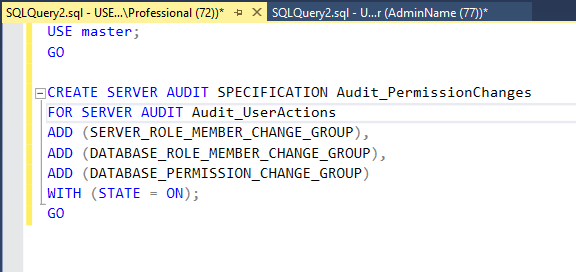 SQLQuery2.sql - USE...\Professional (72))*
SQLQuery2.sql - U...r (AdminName (77))*
USE master;
GO
CREATE SERVER AUDIT SPECIFICATION Audit_PermissionChanges
FOR SERVER AUDIT Audit_UserActions
ADD (SERVER_ROLE_MEMBER_CHANGE_GROUP),
ADD (DATABASE_ROLE_MEMBER_CHANGE_GROUP),
ADD (DATABASE_PERMISSION_CHANGE_GROUP)
WITH (STATE = ON);
GO